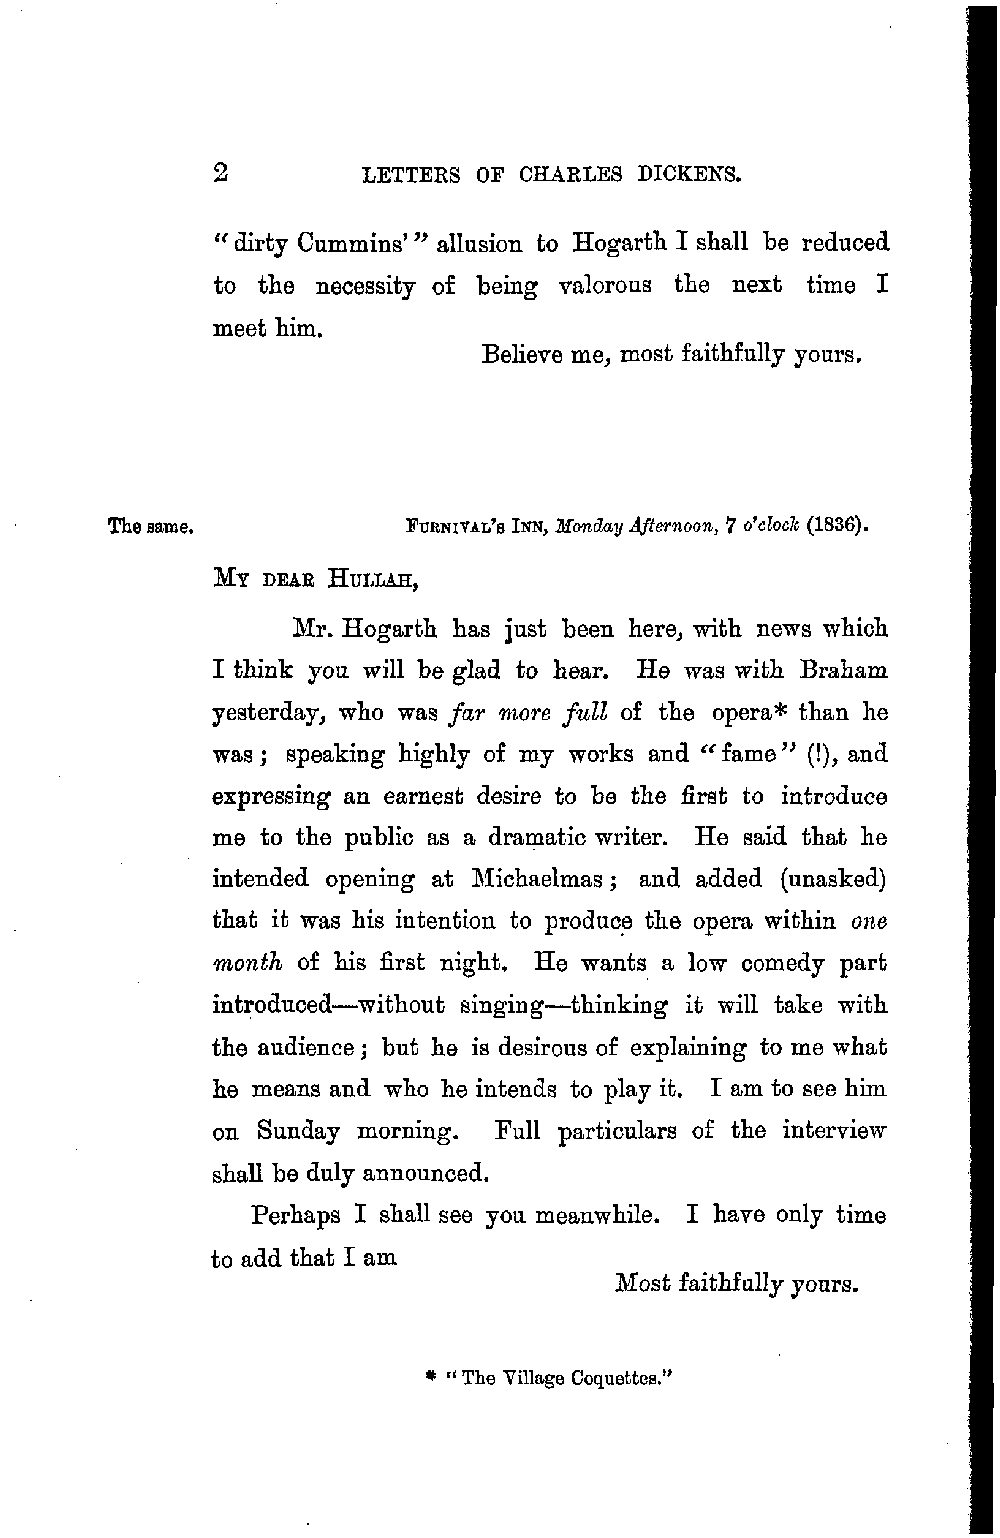 2 LETTERS OF CHARLES DICKENS.
“dirty Cummins’” allusion to Hogarth I shall be reduced
to the necessity of being valorous the next time I
meet him.
Believe me, most faithfully yours.
The same. FURNIVAL’S INN, Monday Afternoon, 7 o’clock (1836).
MY DEAR HULLAH,
Mr. Hogarth has just been here, with news which
I think you will be glad to hear. He was with Braham
yesterday, who was far more full of the opera* than he
was; speaking highly of my works and “fame” (!), and
expressing an earnest desire to be the first to introduce
me to the public as a dramatic writer. He said that he
intended opening at Michaelmas; and added (unasked)
that it was his intention to produce the opera within one
month of his first night. He wants a low comedy part
introduced—without singing—thinking it will take with
the audience; but he is desirous of explaining to me what
he means and who he intends to play it. I am to see him
on Sunday morning. Full particulars of the interview
shall be duly announced.
Perhaps I shall see you meanwhile. I have only time
to add that I am
Most faithfully yours.
* “The Village Coquettes.”